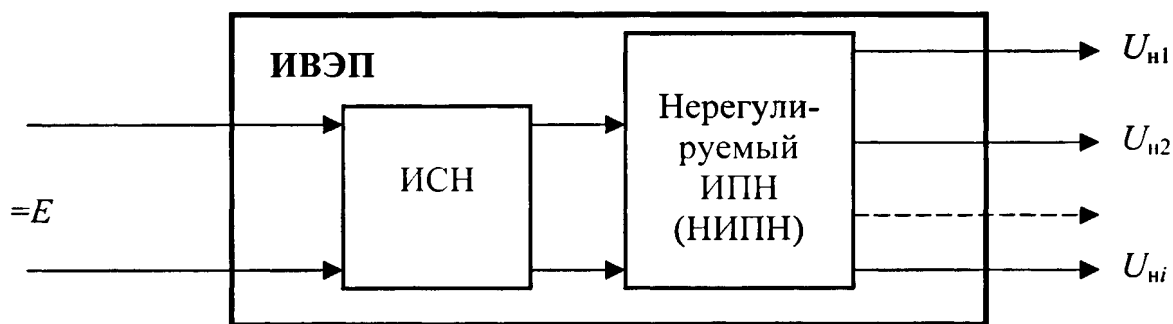 ИВЭП
=E
ИСН
Нерегули-
руемый
ИПН
(НИПН)
Uн1
Uн2
Uнi